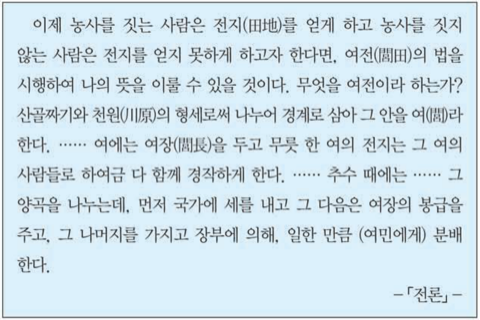 이제 농사를 짓는 사람은 전지(田地)를 얻게 하고 농사를 짓지
않는 사람은 전지를 얻지 못하게 하고자 한다면, 여전(閭田)의 법을
시행하여 나의 뜻을 이룰 수 있을 것이다. 무엇을 여전이라 하는가?
산골짜기와 천원(川原)의 형세로써 나누어 경계로 삼아 그 안을 여(閭)라
한다. …… 여에는 여장(閭長)을 두고 무릇 한 여의 전지는 그 여의
사람들로 하여금 다 함께 경작하게 한다. …… 추수 때에는 …… 그
양곡을 나누는데, 먼저 국가에 세를 내고 그 다음은 여장의 봉급을
주고, 그 나머지를 가지고 장부에 의해, 일한 만큼 (여민에게) 분배
한다.
–「전론」–